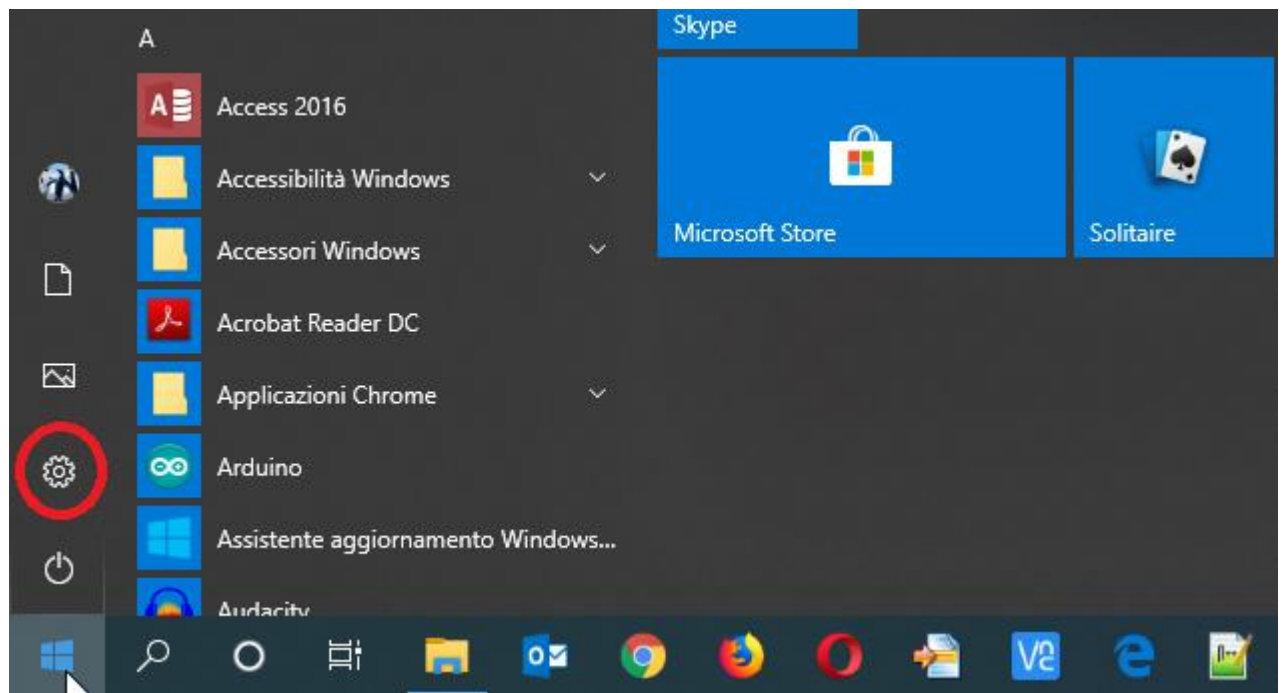 A
Access 2016
Accessibilità Windows
Accessori Windows
Acrobat Reader DC
Applicazioni Chrome
Arduino
Assistente aggiornamento Windows...
Audacity
Skype
Microsoft Store
Solitaire